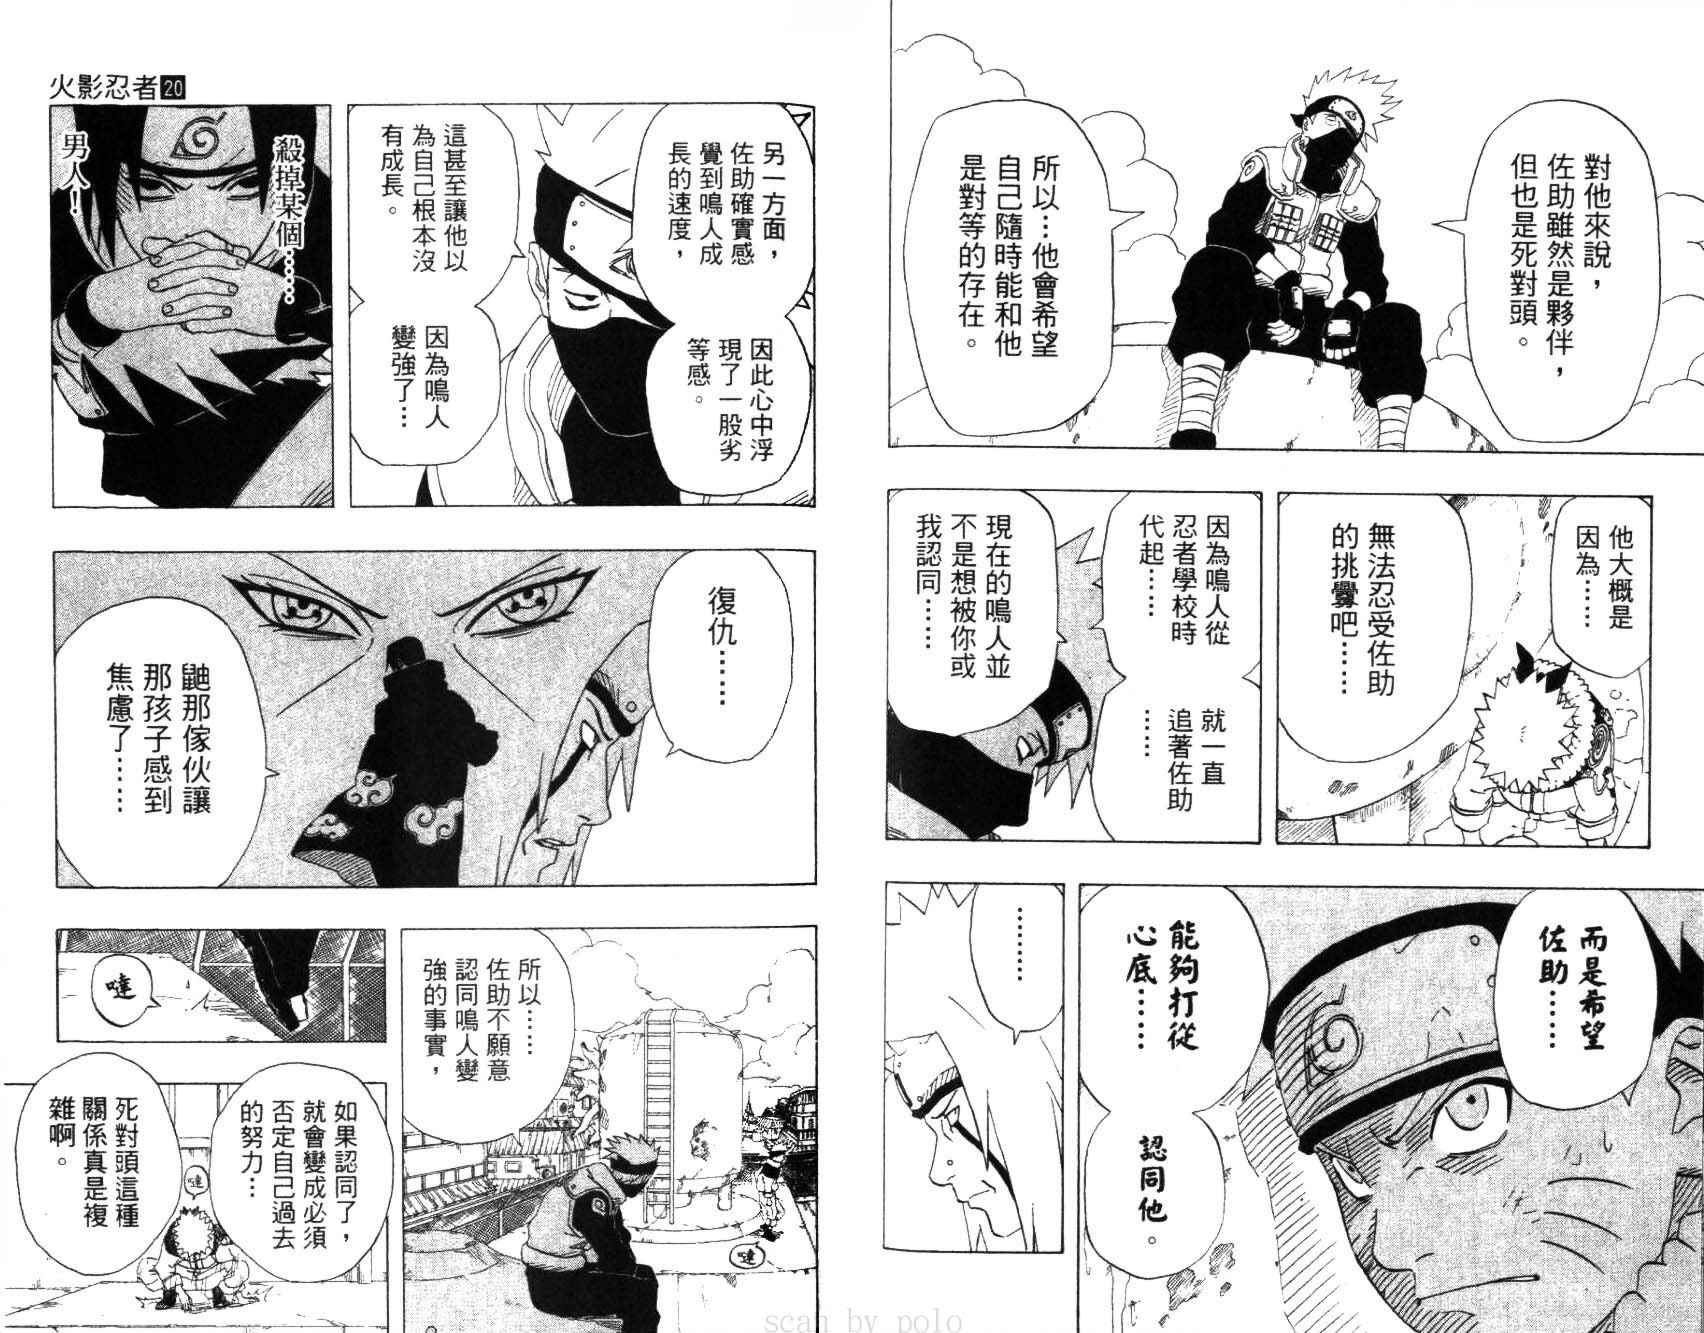 對他來說，
佐助雖然是夥伴，
但也是死對頭。
所以…他會希望
自己隨時能和他
是對等的存在。
他大概是
因為……
無法忍受佐助
的挑釁吧……
因為鳴人從
忍者學校時
代起……
就一直
追著佐助
……
現在的鳴人並
不是想被你或
我認同……
而是希望
佐助……
能夠打從
心底……
認同他。
………
火影忍者20
另一方面，
佐助確實感
覺到鳴人成
長的速度，
因此心中浮
現了一股劣
等感。
這甚至讓他以
為自己根本沒
有成長。
因為鳴人
變強了…
殺掉某個……
男人！
復仇……
鼬那傢伙讓
那孩子感到
焦慮了……
所以……
佐助不願意
認同鳴人變
強的事實，
噠
噠
如果認同了，
就會變成必須
否定自己過去
的努力…
噠
死對頭這種
關係真是複
雜啊。
scan by polo